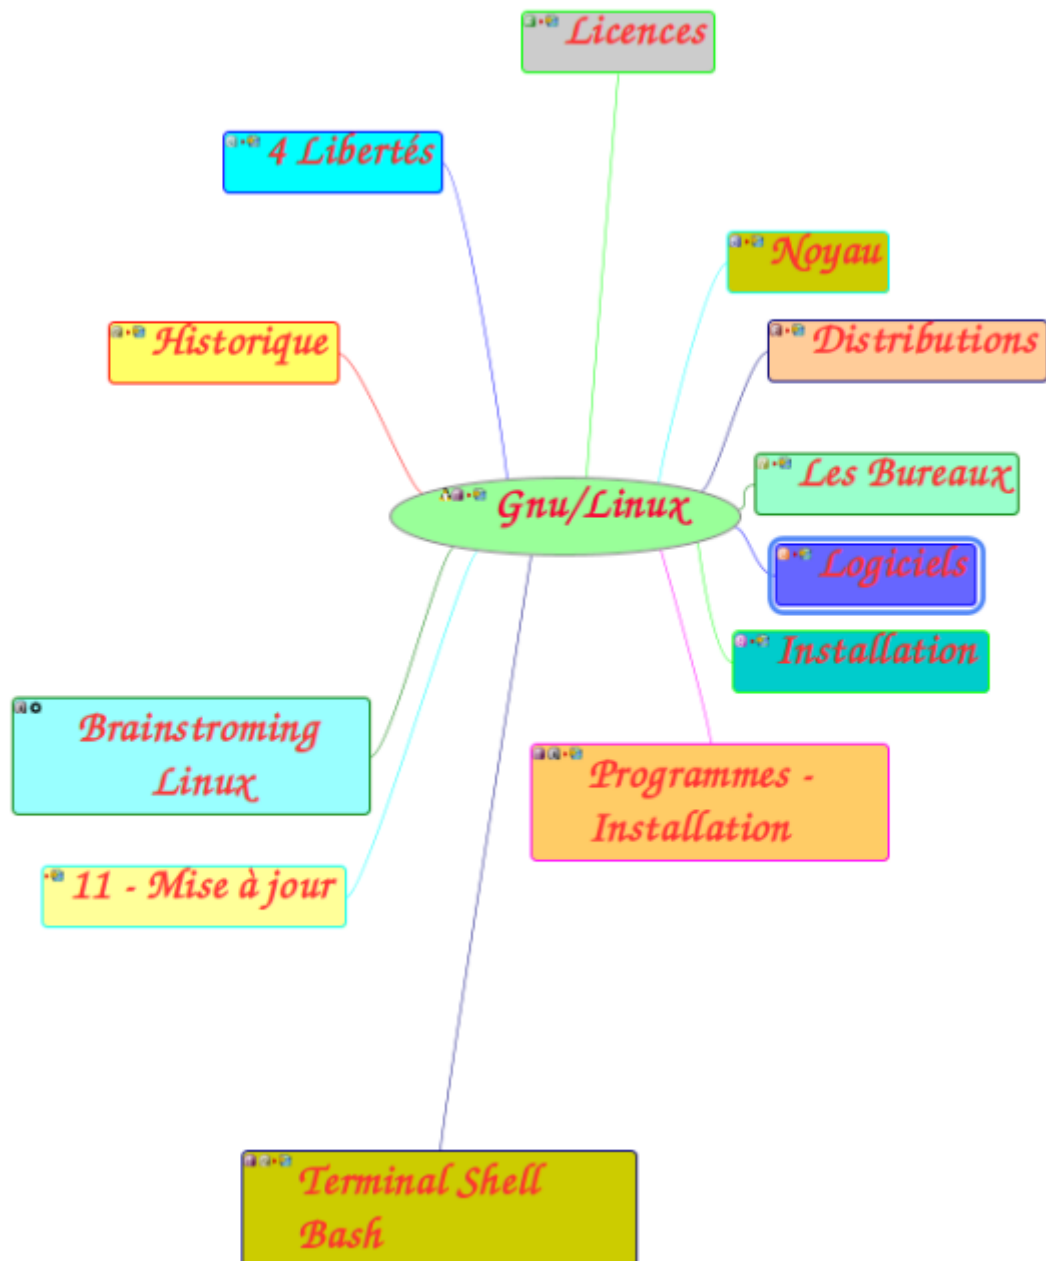 Licences
4 Libertés
Noyau
Historique
Distributions
Les Bureaux
Gnu/Linux
Logiciels
Installation
Brainstroming
Linux
Programmes -
Installation
11 - Mise à jour
Terminal Shell
Bash